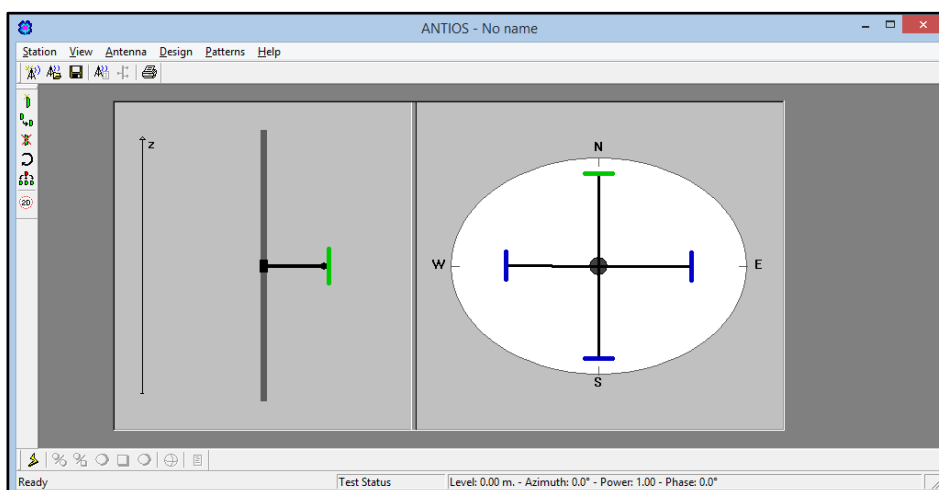 ANTIOS - No name
Station View Antenna Design Patterns Help
z
N
W
E
S
2D
Ready
Test Status
Level: 0.00 m. - Azimuth: 0.0° - Power: 1.00 - Phase: 0.0°